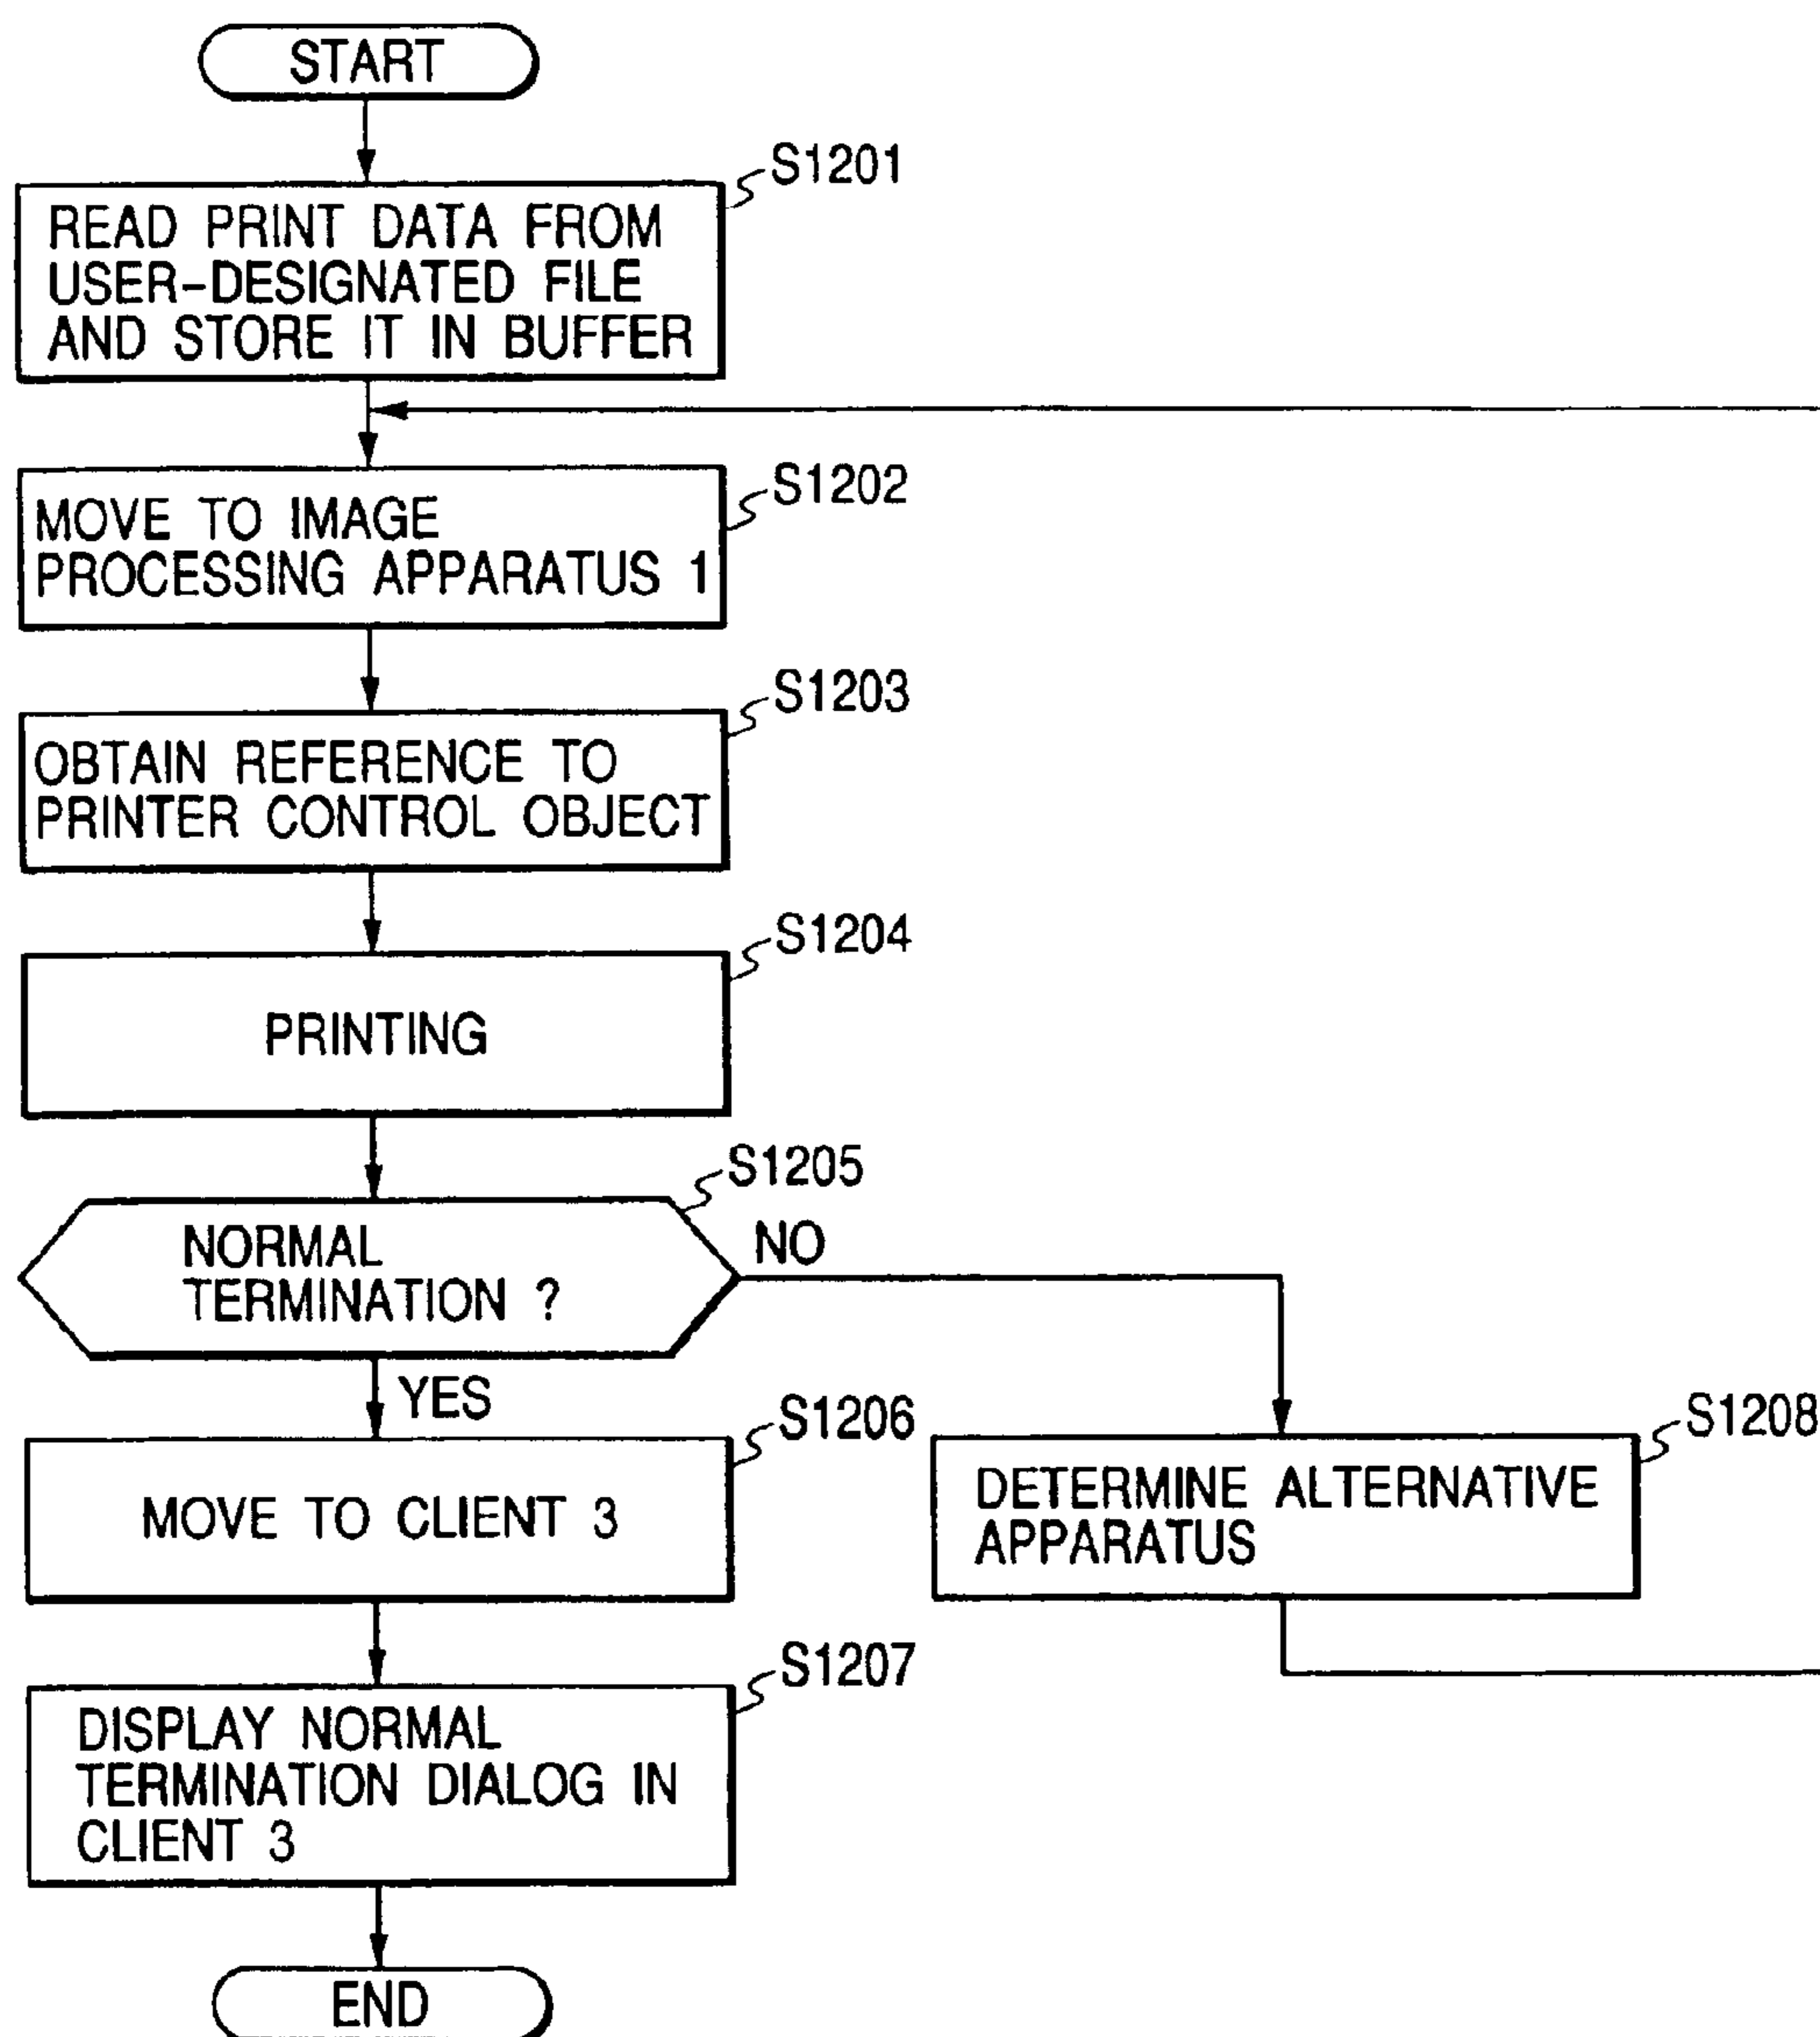 START
S1201
READ PRINT DATA FROM
USER-DESIGNATED FILE
AND STORE IT IN BUFFER
S1202
MOVE TO IMAGE
PROCESSING APPARATUS 1
S1203
OBTAIN REFERENCE TO
PRINTER CONTROL OBJECT
S1204
PRINTING
S1205
NORMAL
TERMINATION ?
NO
YES
S1206
MOVE TO CLIENT 3
S1208
DETERMINE ALTERNATIVE
APPARATUS
S1207
DISPLAY NORMAL
TERMINATION DIALOG IN
CLIENT 3
END